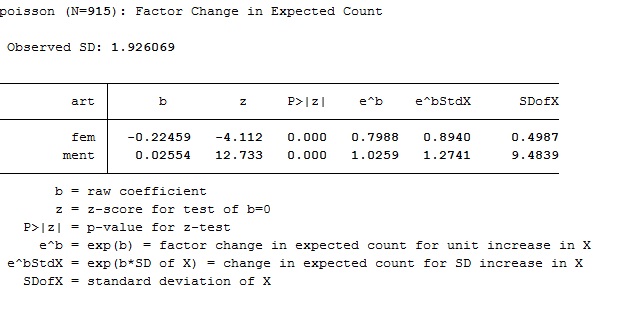 poisson (N=915): Factor Change in Expected Count
Observed SD: 1.926069
art b z P>|z| e^b e^bStdX SDofX
fem -0.22459 -4.112 0.000 0.7988 0.8940 0.4987
ment 0.02554 12.733 0.000 1.0259 1.2741 9.4839
b = raw coefficient
z = z-score for test of b=0
P>|z| = p-value for z-test
e^b = exp(b) = factor change in expected count for unit increase in X
e^bStdX = exp(b*SD of X) = change in expected count for SD increase in X
SDofX = standard deviation of X